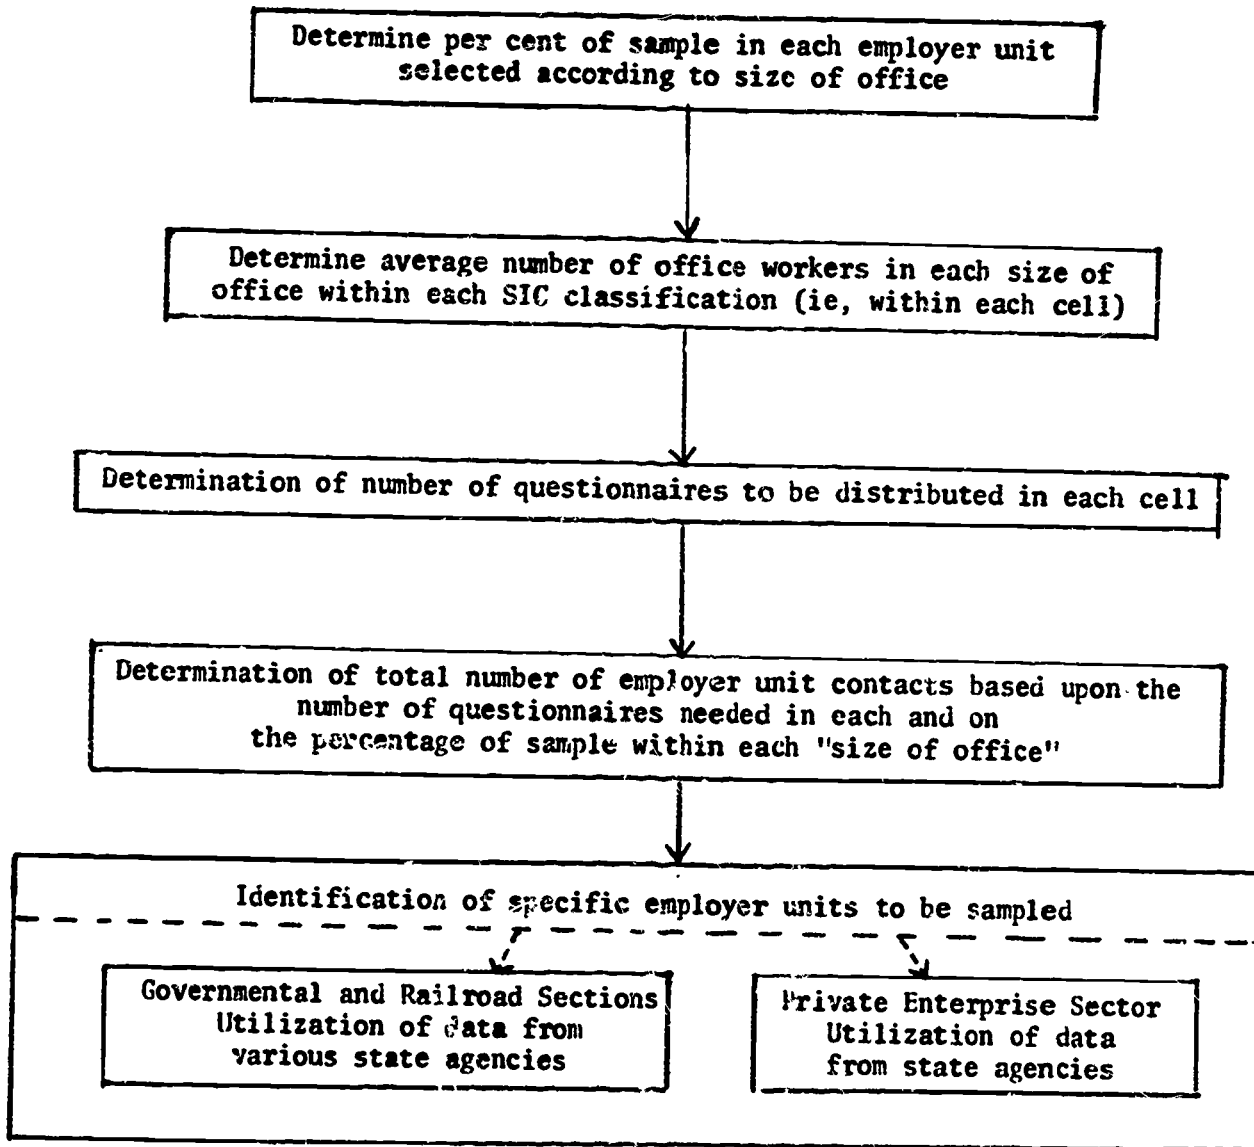 Determine per cent of sample in each employer unit
selected according to size of office
Determine average number of office workers in each size of
office within each SIC classification (ie, within each cell)
Determination of number of questionnaires to be distributed in each cell
Determination of total number of employer unit contacts based upon the
number of questionnaires needed in each and on
the percentage of sample within each "size of office"
Identification of specific employer units to be sampled
Governmental and Railroad Sections
Utilization of data from
various state agencies
Private Enterprise Sector
Utilization of data
from state agencies